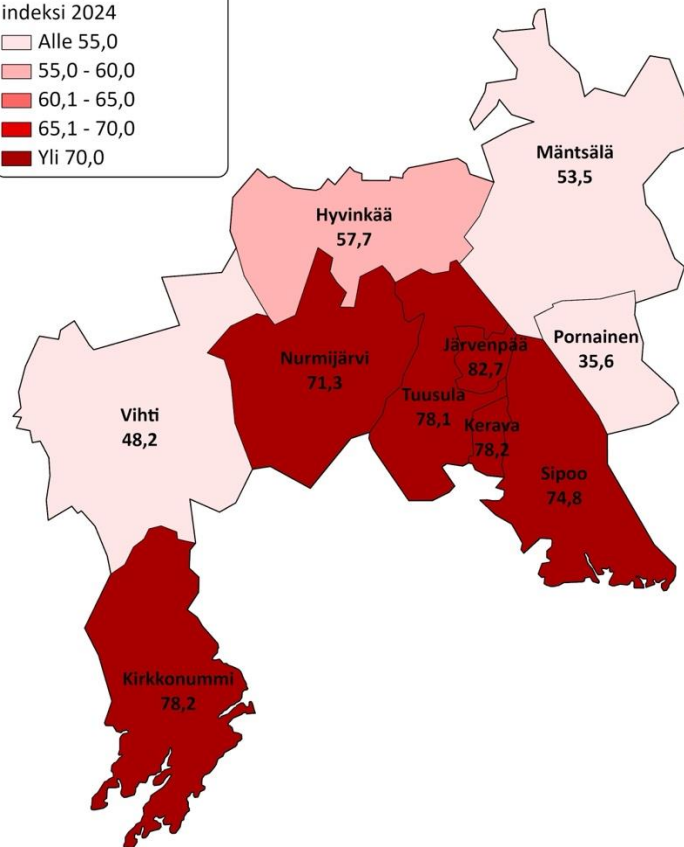 indeksi 2024
Alle 55,0
55,0 - 60,0
60,1 - 65,0
65,1 - 70,0
Yli 70,0
Mäntsälä
53,5
Hyvinkää
57,7
Pornainen
35,6
Järvenpää
82,7
Nurmijärvi
71,3
Tuusula
78,1
Kerava
78,2
Vihti
48,2
Sipoo
74,8
Kirkkonummi
78,2